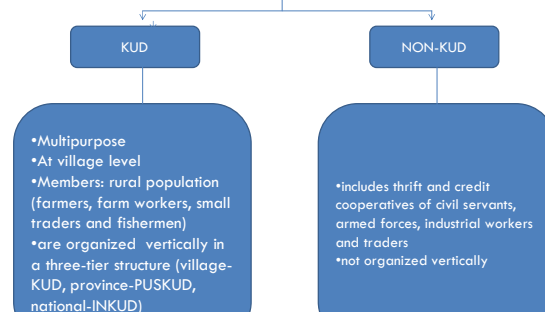 KUD
NON-KUD
•Multipurpose
•At village level
•Members: rural population
(farmers, farm workers, small
traders and fishermen)
•are organized vertically in
a three-tier structure (village-
KUD, province-PUSKUD,
national-INKUD)
•includes thrift and credit
cooperatives of civil servants,
armed forces, industrial workers
and traders
•not organized vertically